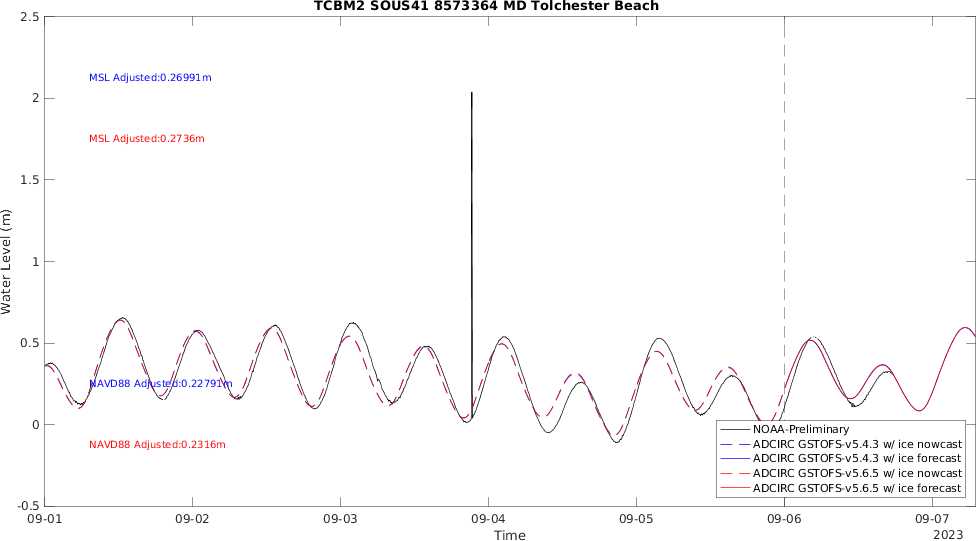 TCBM2 SOUS41 8573364 MD Tolchester Beach
2.5
MSL Adjusted:0.26991m
2
MSL Adjusted:0.2736m
1.5
1
Water Level (m)
0.5
NAVD88 Adjusted:0.22791m
0
NAVD88 Adjusted:0.2316m
NOAA-Preliminary
ADCIRC GSTOFS-v5.4.3 w/ ice nowcast
ADCIRC GSTOFS-v5.4.3 w/ ice forecast
ADCIRC GSTOFS-v5.6.5 w/ ice nowcast
ADCIRC GSTOFS-v5.6.5 w/ ice forecast
-0.5
09-01 09-02 09-03 09-04 09-05 09-06 09-07
Time
2023